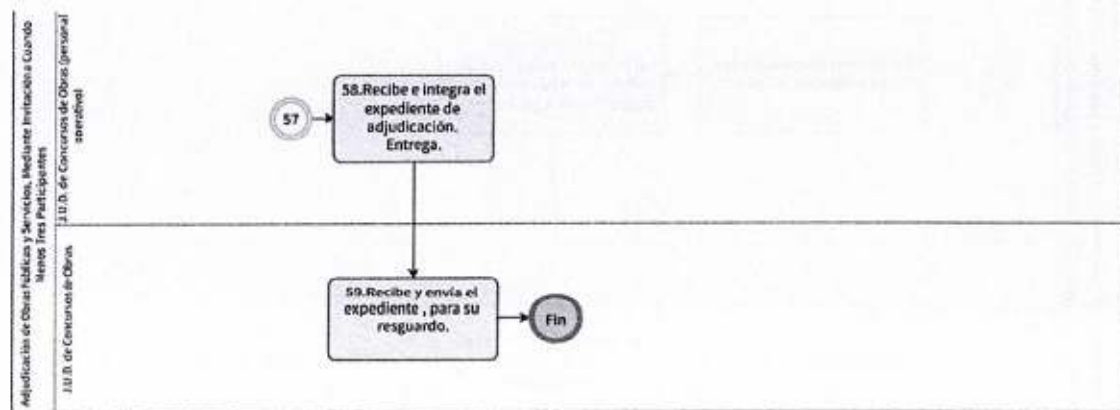 Adjudicación de Obras Públicas y Servicios, Mediante Invitación a Cuando
Menos Tres Participantes
J.U.D. de Concursos de Obras (personal
operativo)
57
58.Recibe e integra el
expediente de
adjudicación.
Entrega.
J.U.D. de Concursos de Obras
59.Recibe y envía el
expediente , para su
resguardo.
Fin